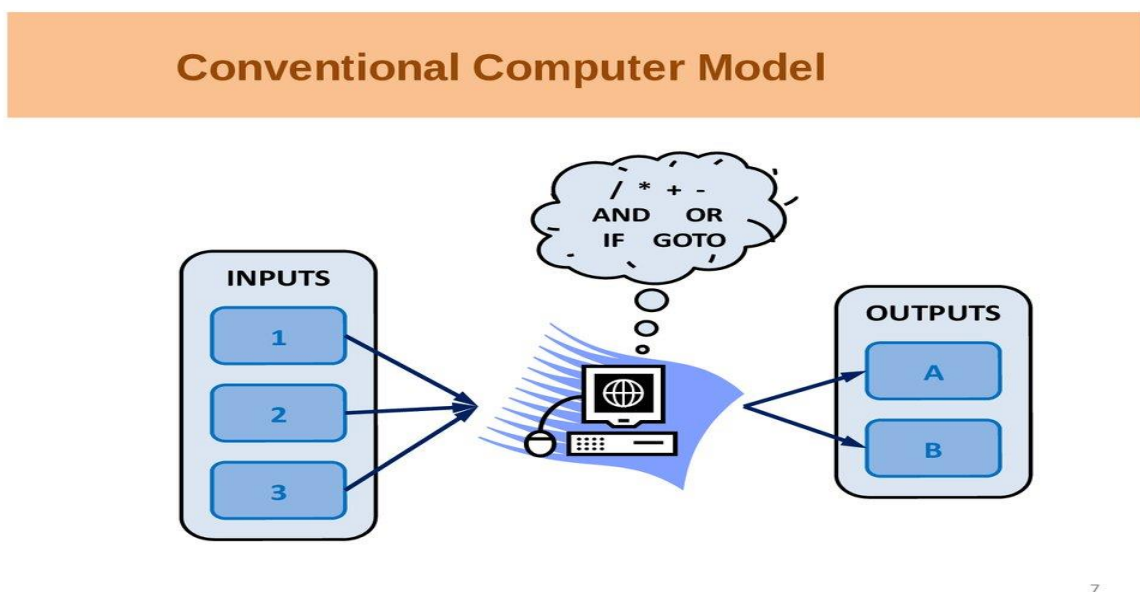 Conventional Computer Model
/ * + -
AND OR
IF GOTO
INPUTS
1
2
3
OUTPUTS
A
B
7